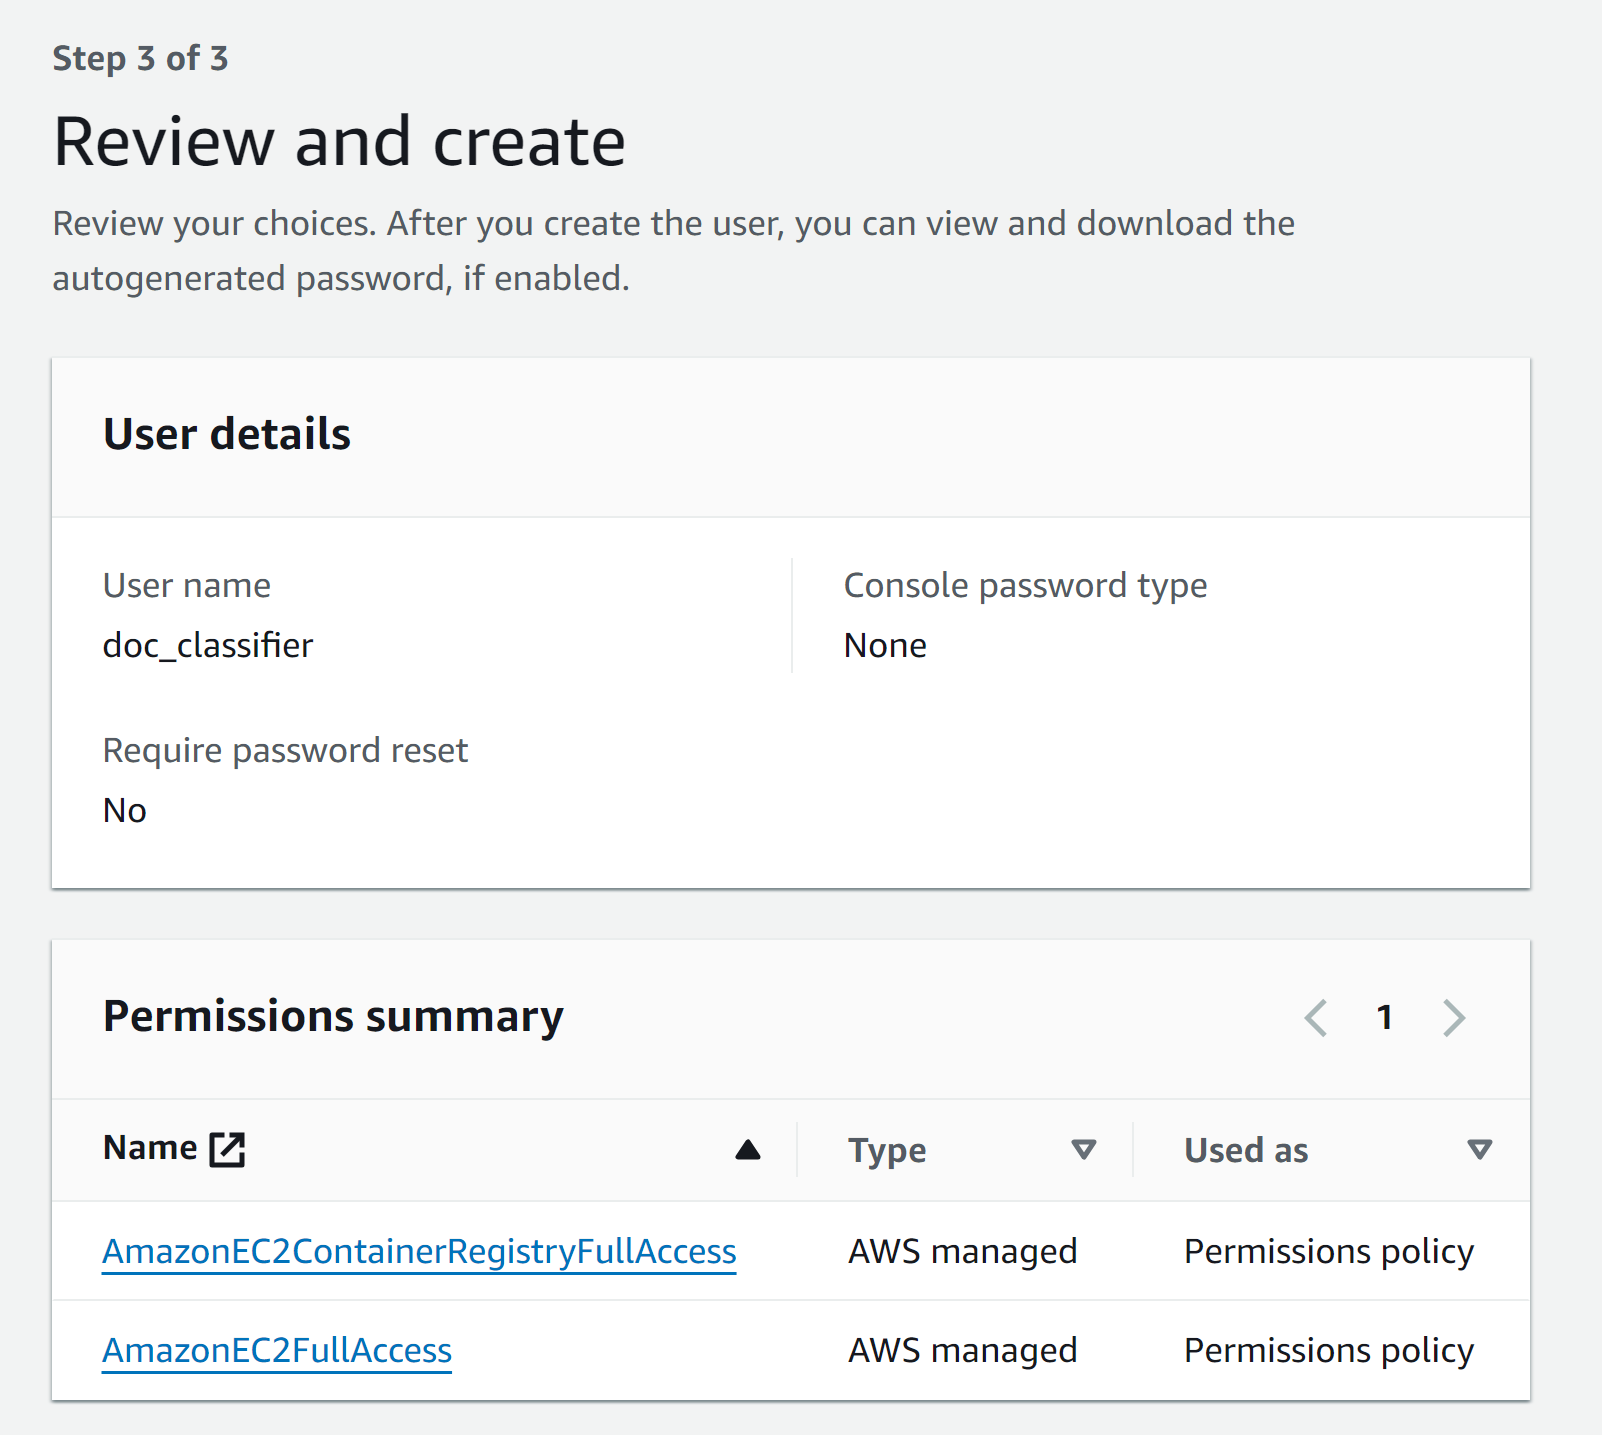 Step 3 of 3
Review and create
Review your choices. After you create the user, you can view and download the
autogenerated password, if enabled.
User details
User name
doc_classifier
Console password type
None
Require password reset
No
Permissions summary
1
Name Type Used as
AmazonEC2ContainerRegistryFullAccess AWS managed Permissions policy
AmazonEC2FullAccess AWS managed Permissions policy